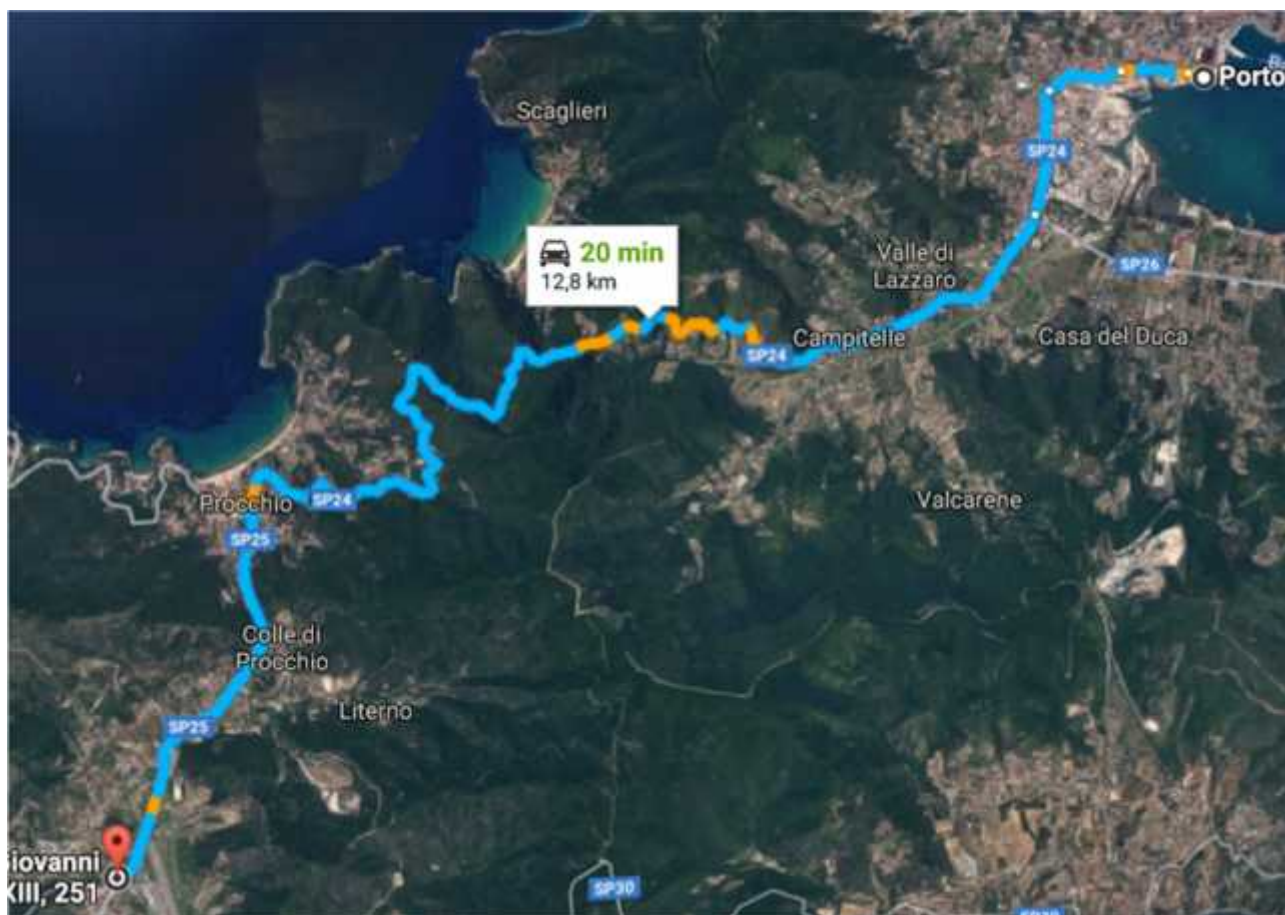 Porto
Scaglieri
SP24
20 min
12,8 km
Valle di
Lazzaro
SP26
Campitelle
SP24
Casa del Duca
Procchio
SP24
Valcarene
SP25
Colle di
Procchio
Literno
SP25
Giovanni
XIII, 251
SP30